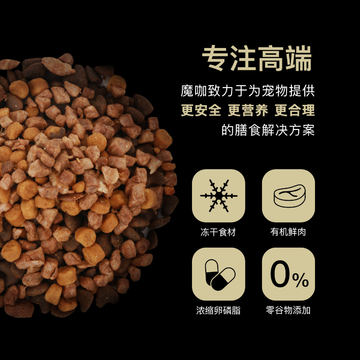 专注高端
魔咖致力于为宠物提供
更安全 更营养 更合理
的膳食解决方案
冻干食材
有机鲜肉
0%
浓缩卵磷脂
零谷物添加